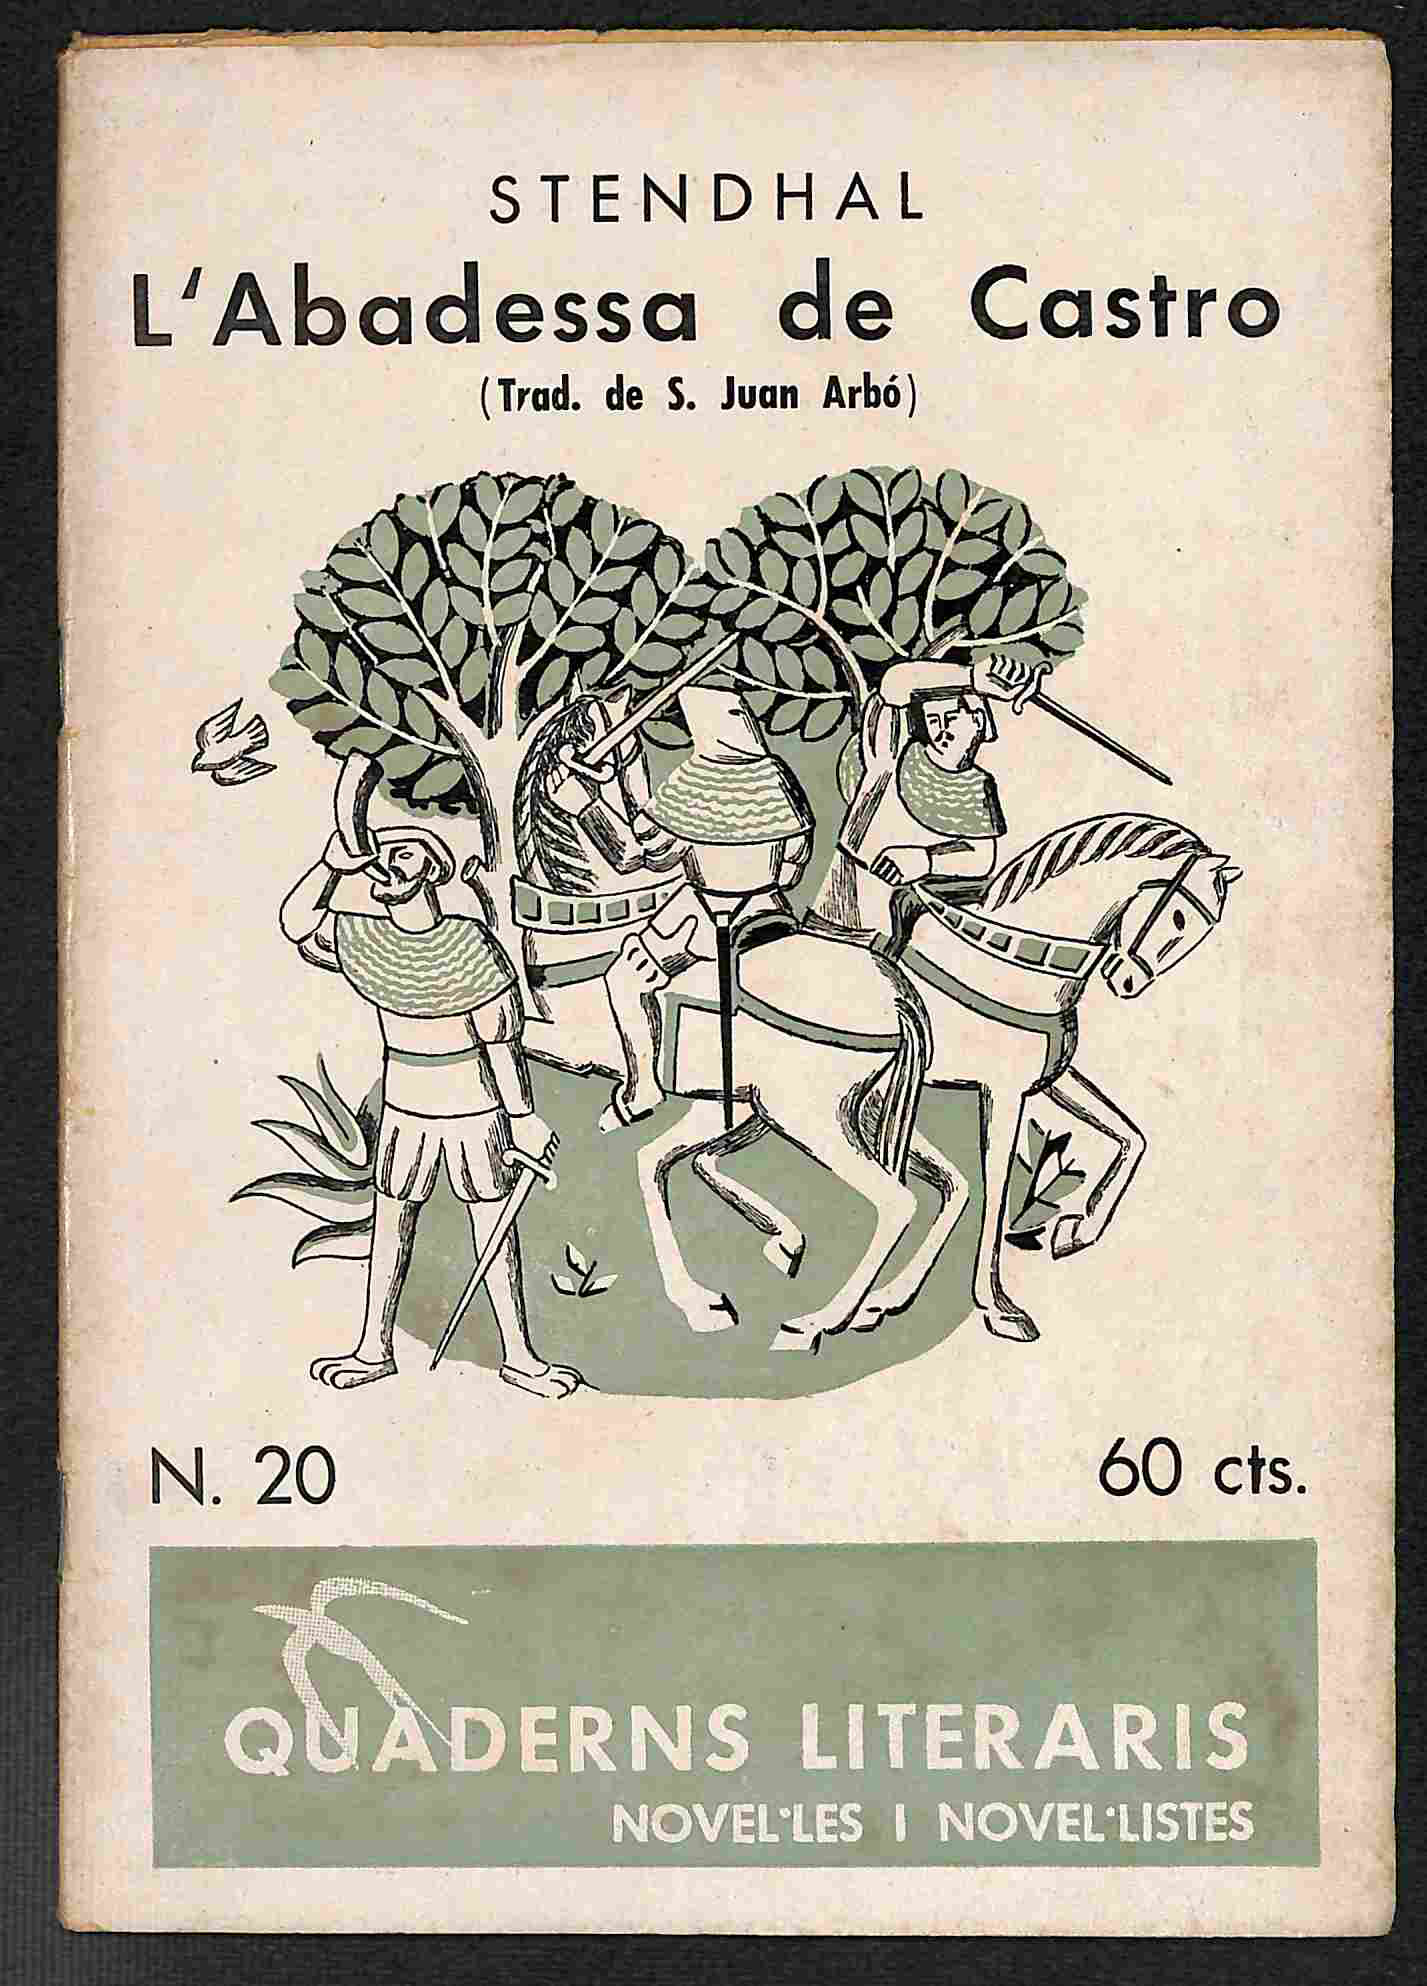 STENDHAL
L'Abadessa de Castro
(Trad. de S. Juan Arbó)
N. 20
60 cts.
QUADERNS LITERARIS
NOVEL·LES I NOVEL·LISTES